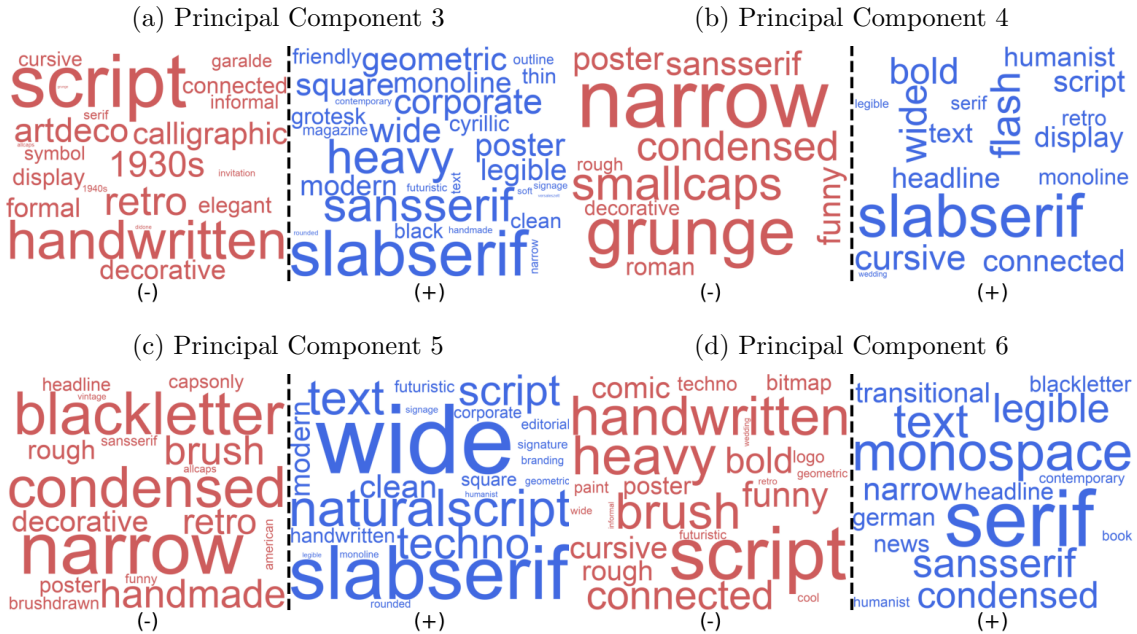 (a) Principal Component 3
cursive garalde
script
connected
informal
serif
artdeco calligraphic
allcaps
symbol 1930s
display 1940s invitation
formal retro elegant
didone
handwritten
decorative
(-)
friendly geometric outline
square monoline thin
contemporary corporate
grotesk
magazine wide cyrillic
heavy poster
legible
modern futuristic text soft signage
sansserif clean
black handmade
rounded
slabserif narrow
(+)
(b) Principal Component 4
poster sansserif
narrow
condensed
rough
smallcaps
decorative
funny
grunge
roman
(-)
humanist
bold script
legible wide serif flash retro
text display
headline monoline
slabserif
cursive connected
wedding
(+)
(c) Principal Component 5
headline capsonly
vintage
blackletter
rough sansserif brush
allcaps
condensed
decorative retro
narrow american
poster funny
brushdrawn handmade
(-)
text futuristic script
signage corporate
modern wide editorial
signature
branding
clean square geometric
humanist
naturalscript
handwritten techno
legible monoline
slabserif
rounded
(+)
(d) Principal Component 6
comic techno bitmap
handwritten
wedding
heavy bold logo
geometric
retro
paint poster funny
wide informal brush
futuristic
cursive script
rough
connected cool
(-)
transitional blackletter
text legible
monospace
contemporary
narrow headline
german serif book
news
sansserif
humanist condensed
(+)